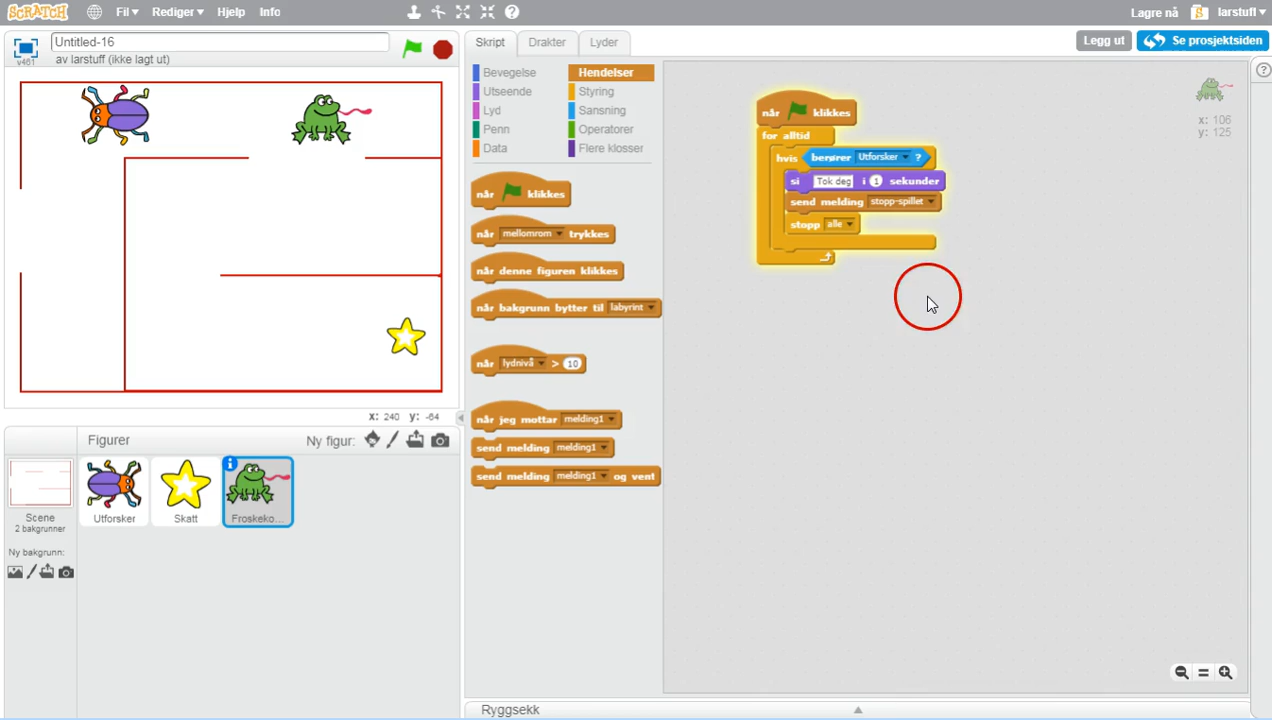 SCRATCH Fil Rediger Hjelp Info Lagre nå larstuf1
v461 Untitled-16
av larstuff (ikke lagt ut)
Skript Drakter Lyder Legg ut Se prosjektsiden
Bevegelse Hendelser
Utseende Styring
Lyd Sansning
Penn Operatorer
Data Flere klosser
når klikkes
når mellomrom trykkes
når denne figuren klikkes
når bakgrunn bytter til labyrint
når lydnivå > 10
når jeg mottar melding1
send melding melding1
send melding melding1 og vent
når klikkes
for alltid
hvis berører Utforsker ?
si Tok deg i 1 sekunder
send melding stopp-spillet
stopp alle
x: 106
y: 125
x: 240 y: -64
Figurer Ny figur:
Scene
2 bakgrunner
Ny bakgrunn:
Utforsker Skatt Froskeko...
Ryggsekk